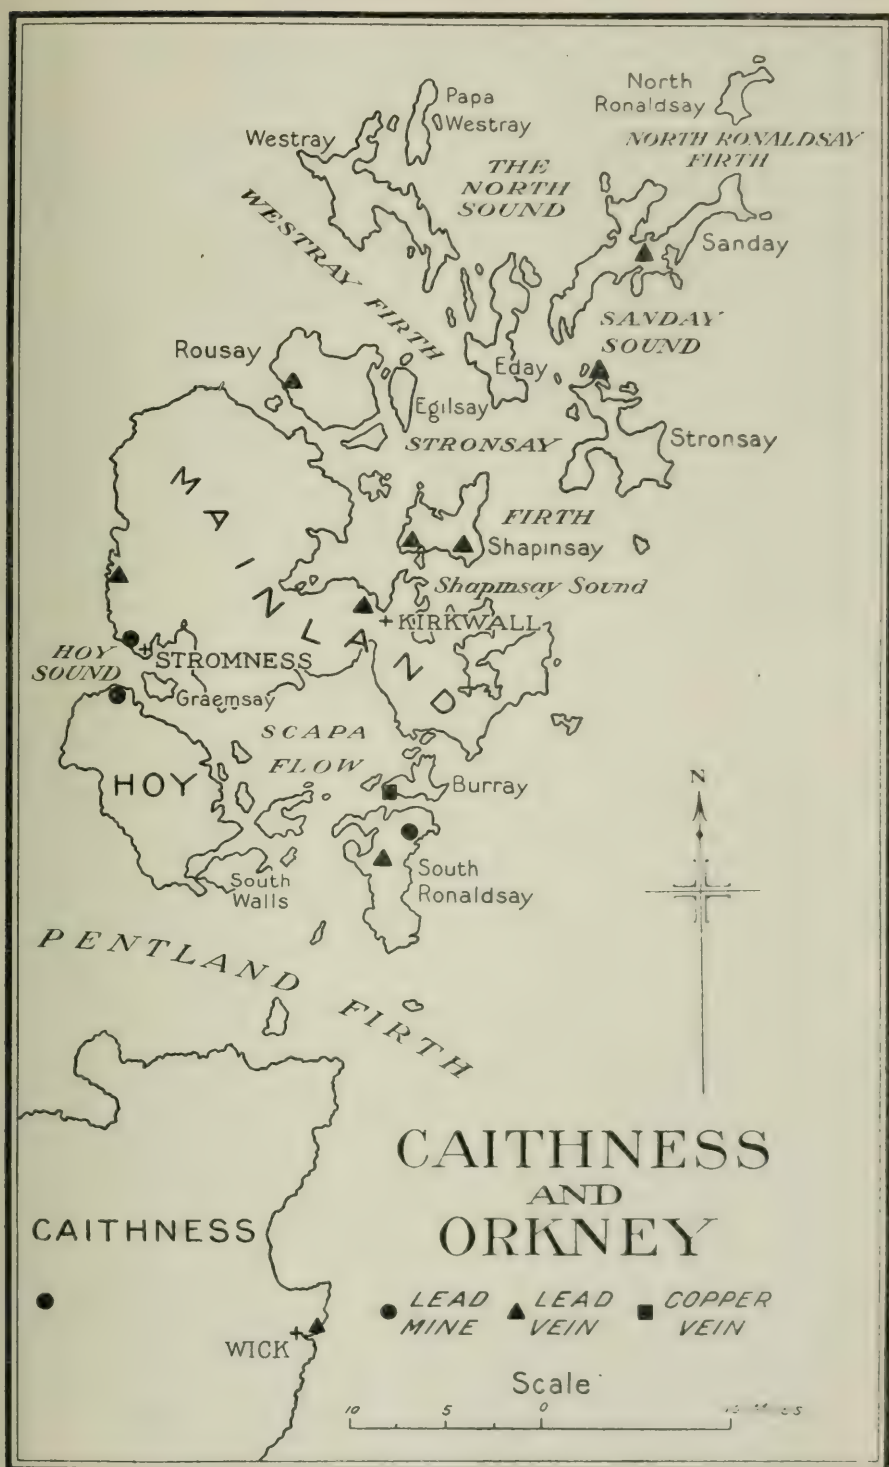 North
Ronaldsay
Papa
Westray
Westray
NORTH RONALDSAY
FIRTH
THE
NORTH
SOUND
WESTRAY FIRTH
Sanday
SANDAY
SOUND
Rousay
Eday
Egilsay
STRONSAY
Stronsay
FIRTH
Shapinsay
Shapinsay Sound
MAINLAND
KIRKWALL
HOY
SOUND
STROMNESS
Graemsay
SCAPA
FLOW
HOY
Burray
South
Walls
South
Ronaldsay
N
PENTLAND
FIRTH
CAITHNESS
AND
ORKNEY
CAITHNESS
LEAD
MINE
LEAD
VEIN
COPPER
VEIN
WICK
Scale
10 5 0